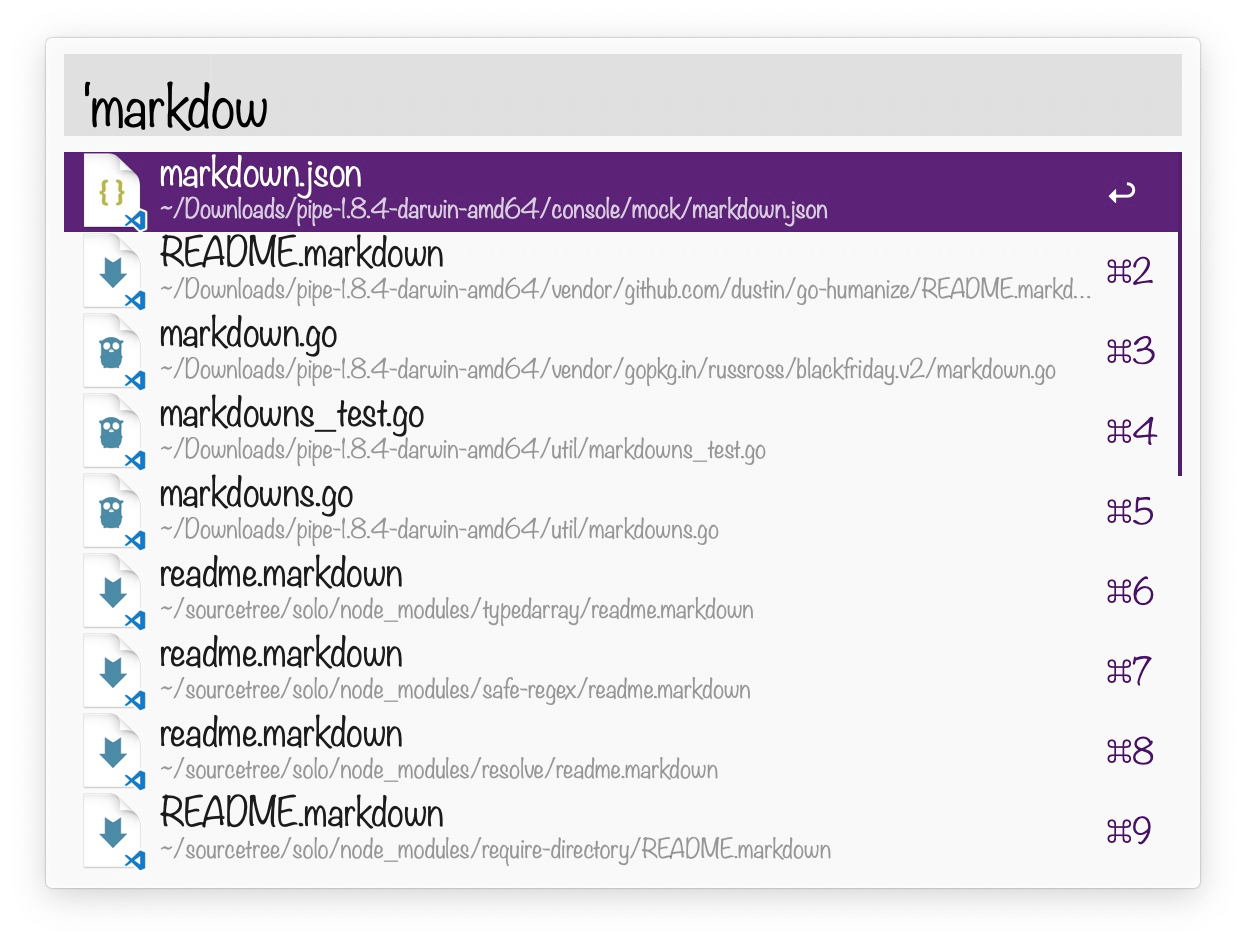 'markdow
{ }
markdown.json
~/Downloads/pipe-1.8.4-darwin-amd64/console/mock/markdown.json
README.markdown
~/Downloads/pipe-1.8.4-darwin-amd64/vendor/github.com/dustin/go-humanize/README.markd...
⌘2
markdown.go
~/Downloads/pipe-1.8.4-darwin-amd64/vendor/gopkg.in/russross/blackfriday.v2/markdown.go
⌘3
markdowns_test.go
~/Downloads/pipe-1.8.4-darwin-amd64/util/markdowns_test.go
⌘4
markdowns.go
~/Downloads/pipe-1.8.4-darwin-amd64/util/markdowns.go
⌘5
readme.markdown
~/sourcetree/solo/node_modules/typedarray/readme.markdown
⌘6
readme.markdown
~/sourcetree/solo/node_modules/safe-regex/readme.markdown
⌘7
readme.markdown
~/sourcetree/solo/node_modules/resolve/readme.markdown
⌘8
README.markdown
~/sourcetree/solo/node_modules/require-directory/README.markdown
⌘9